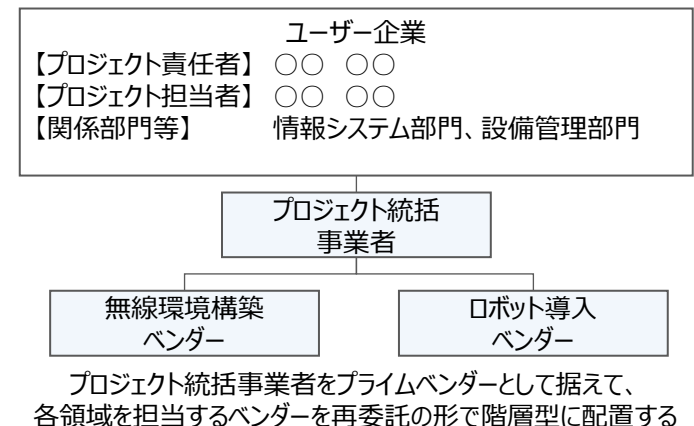 ユーザー企業
【プロジェクト責任者】 ○○ ○○
【プロジェクト担当者】 ○○ ○○
【関係部門等】 情報システム部門、設備管理部門
プロジェクト統括
事業者
無線環境構築
ベンダー
ロボット導入
ベンダー
プロジェクト統括事業者をプライムベンダーとして据えて、
各領域を担当するベンダーを再委託の形で階層型に配置する